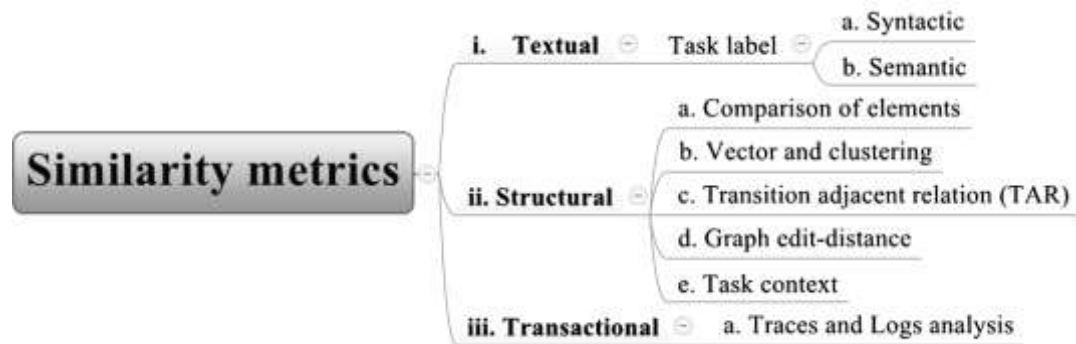 Similarity metrics
i. Textual
Task label
a. Syntactic
b. Semantic
ii. Structural
a. Comparison of elements
b. Vector and clustering
c. Transition adjacent relation (TAR)
d. Graph edit-distance
e. Task context
iii. Transactional
a. Traces and Logs analysis